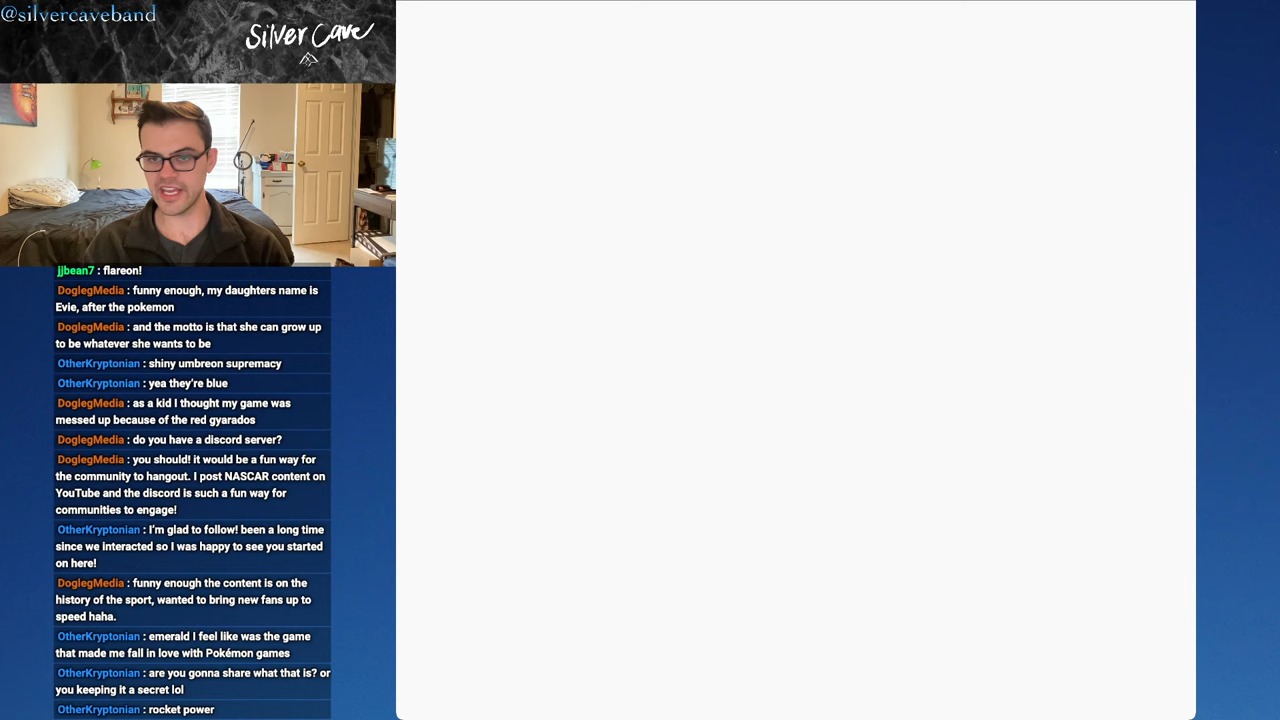 @silvercaveband
Silver Cave
jjbean7 : flareon!
DoglegMedia : funny enough, my daughters name is
Evie, after the pokemon
DoglegMedia : and the motto is that she can grow up
to be whatever she wants to be
OtherKryptonian : shiny umbreon supremacy
OtherKryptonian : yea they're blue
DoglegMedia : as a kid I thought my game was
messed up because of the red gyarados
DoglegMedia : do you have a discord server?
DoglegMedia : you should! it would be a fun way for
the community to hangout. I post NASCAR content on
YouTube and the discord is such a fun way for
communities to engage!
OtherKryptonian : I'm glad to follow! been a long time
since we interacted so I was happy to see you started
on here!
DoglegMedia : funny enough the content is on the
history of the sport, wanted to bring new fans up to
speed haha.
OtherKryptonian : emerald I feel like was the game
that made me fall in love with Pokémon games
OtherKryptonian : are you gonna share what that is? or
you keeping it a secret lol
OtherKryptonian : rocket power